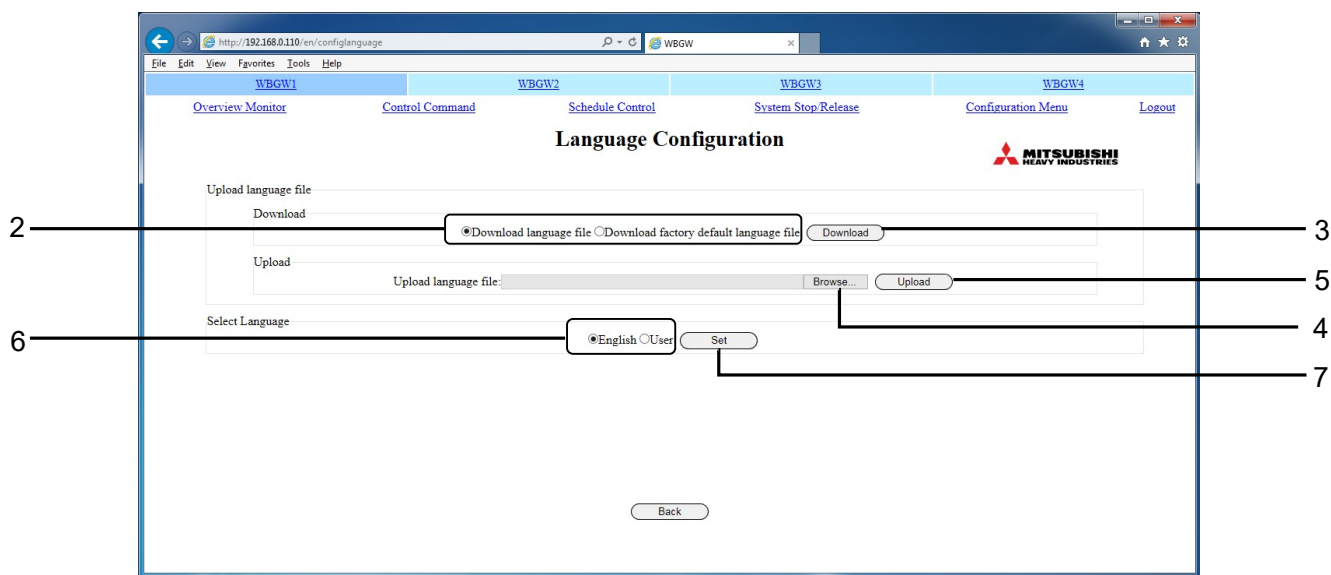 http://192.168.0.110/en/configlanguage WBGW
File Edit View Favorites Tools Help
WBGW1 WBGW2 WBGW3 WBGW4
Overview Monitor Control Command Schedule Control System Stop/Release Configuration Menu Logout
Language Configuration
MITSUBISHI
HEAVY INDUSTRIES
Upload language file
Download
2 Download language file Download factory default language file Download 3
Upload
Upload language file: Browse... Upload 5
4
Select Language
6 English User Set
7
Back